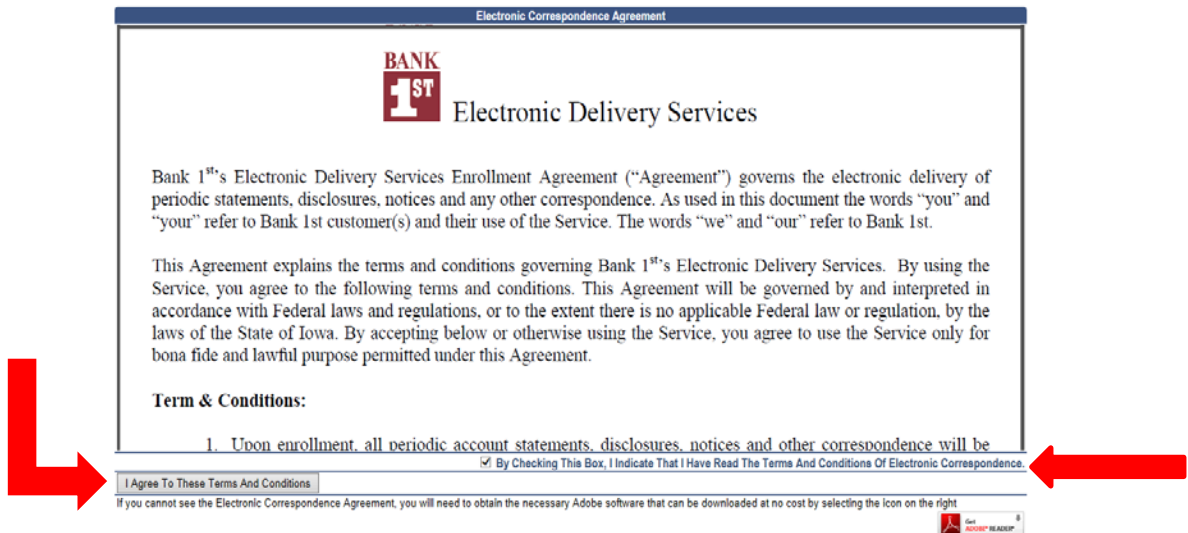 Electronic Correspondence Agreement
BANK
1ST
Electronic Delivery Services
Bank 1st's Electronic Delivery Services Enrollment Agreement (“Agreement”) governs the electronic delivery of
periodic statements, disclosures, notices and any other correspondence. As used in this document the words “you” and
“your” refer to Bank 1st customer(s) and their use of the Service. The words “we” and “our” refer to Bank 1st.
This Agreement explains the terms and conditions governing Bank 1st's Electronic Delivery Services. By using the
Service, you agree to the following terms and conditions. This Agreement will be governed by and interpreted in
accordance with Federal laws and regulations, or to the extent there is no applicable Federal law or regulation, by the
laws of the State of Iowa. By accepting below or otherwise using the Service, you agree to use the Service only for
bona fide and lawful purpose permitted under this Agreement.
Term & Conditions:
1. Upon enrollment, all periodic account statements, disclosures, notices and other correspondence will be
By Checking This Box, I Indicate That I Have Read The Terms And Conditions Of Electronic Correspondence.
I Agree To These Terms And Conditions
If you cannot see the Electronic Correspondence Agreement, you will need to obtain the necessary Adobe software that can be downloaded at no cost by selecting the icon on the right
Get
ADOBE® READER®